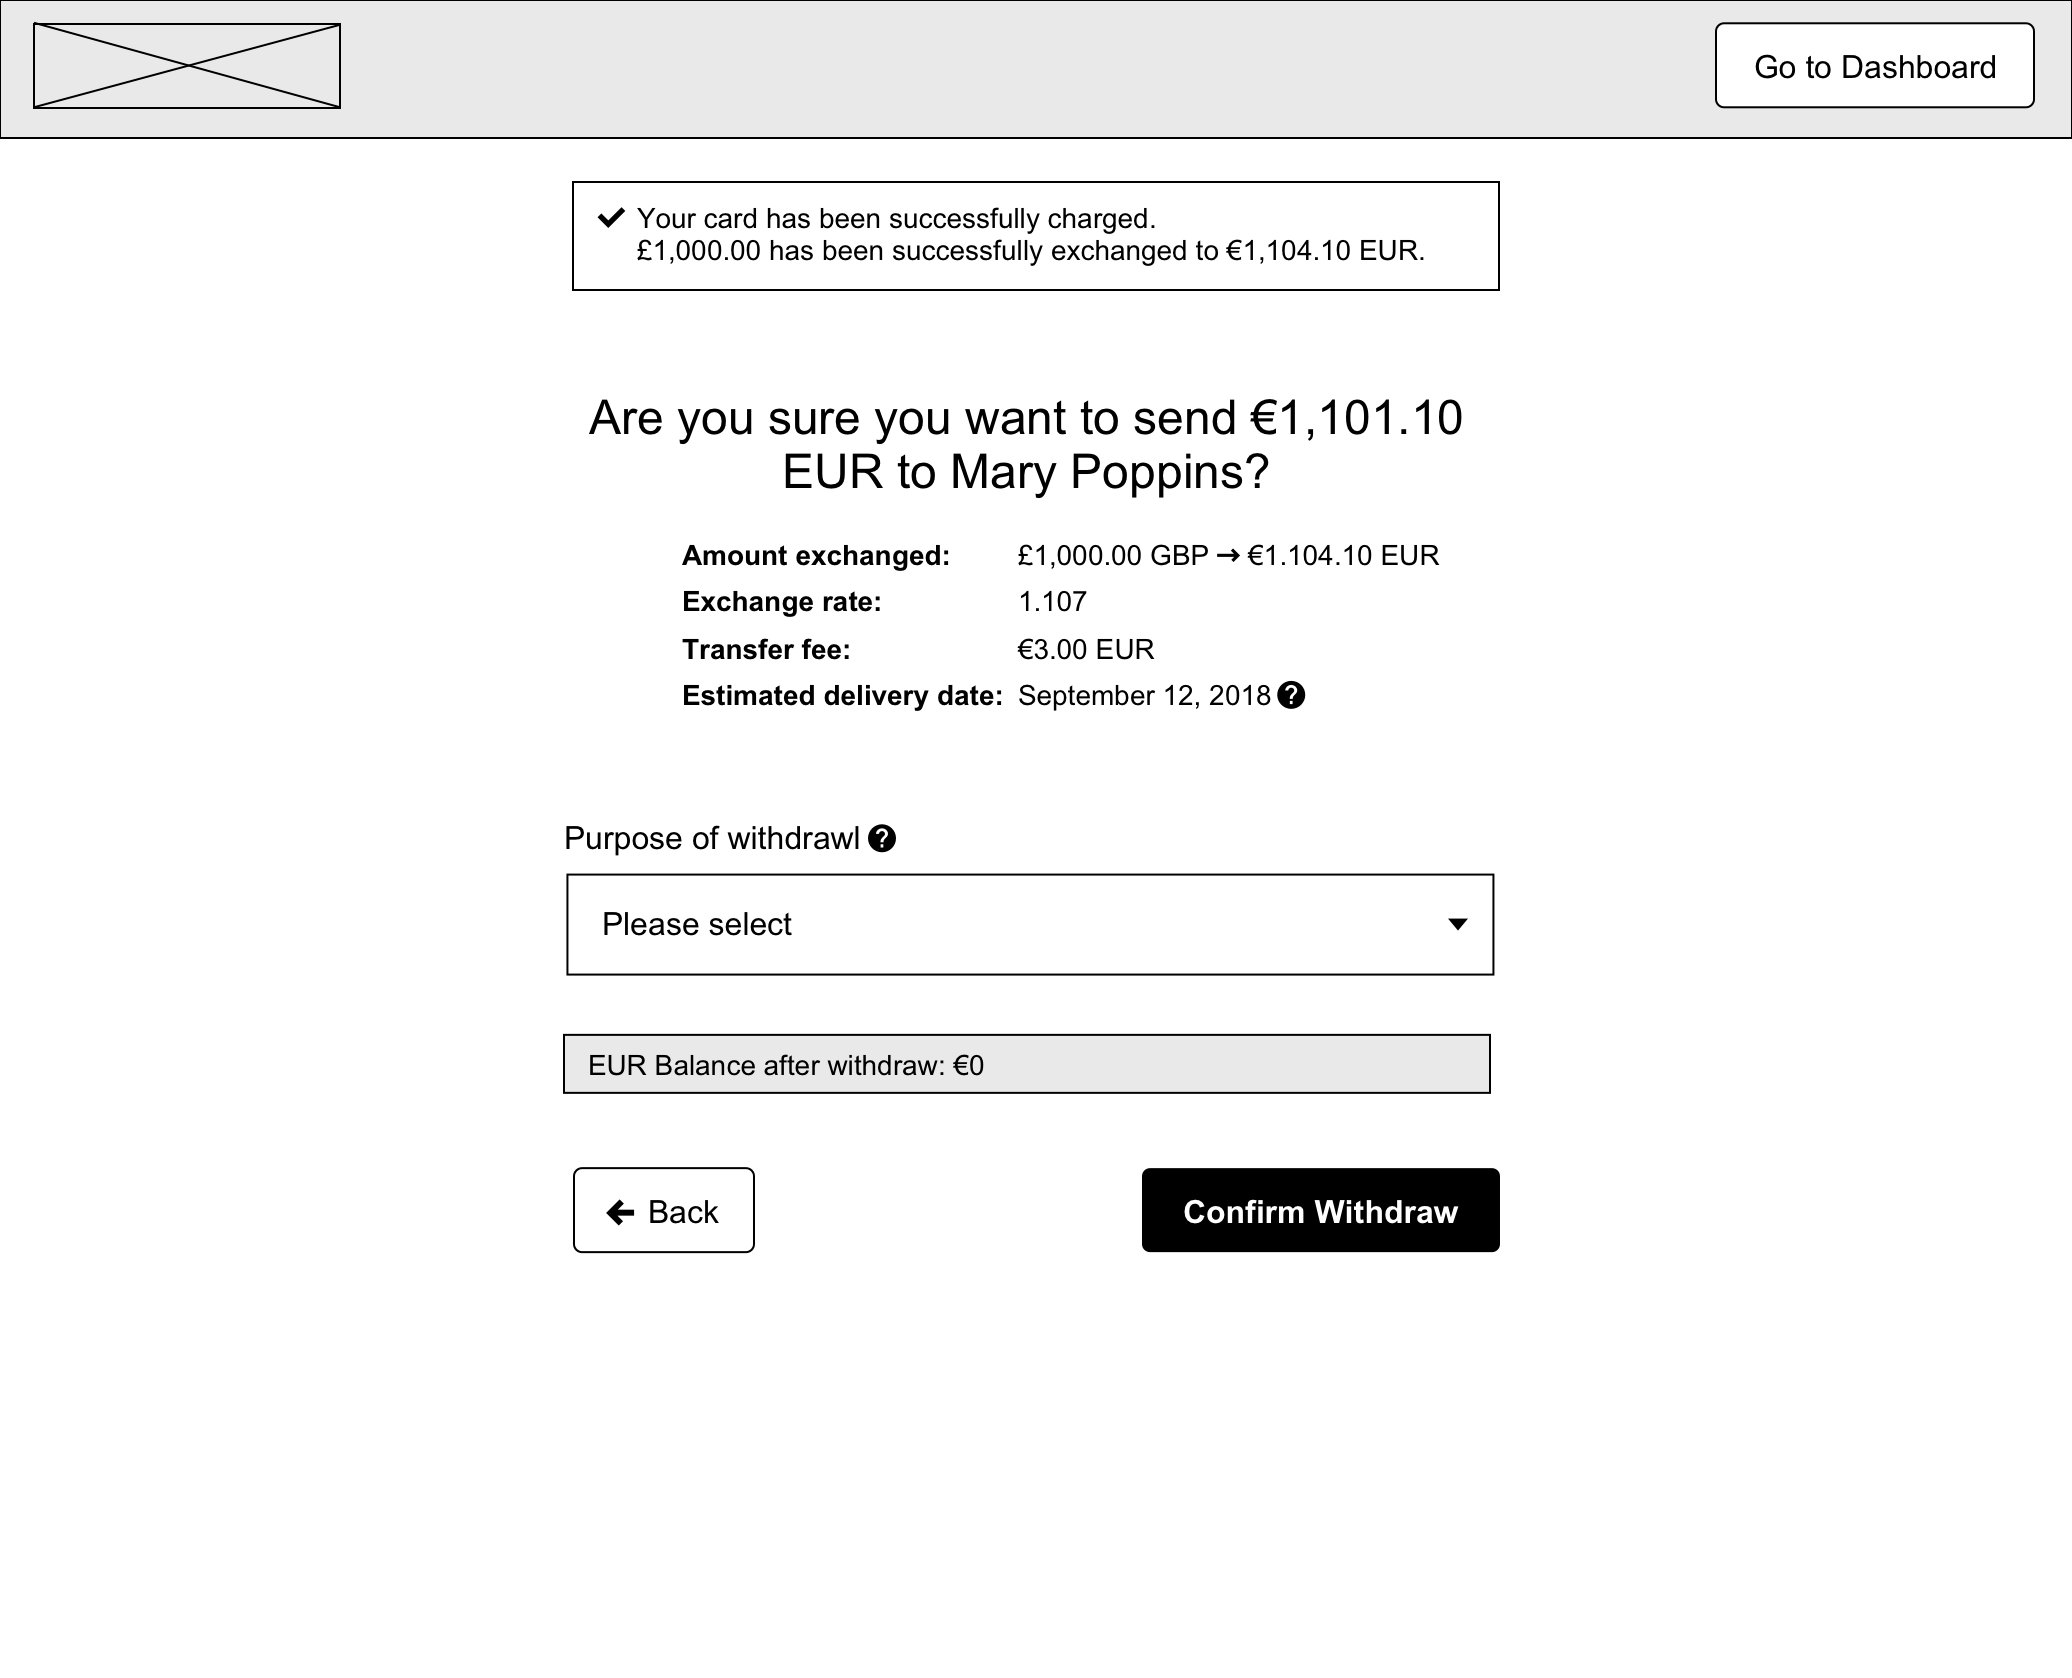 Go to Dashboard
Your card has been successfully charged.
£1,000.00 has been successfully exchanged to €1,104.10 EUR.
Are you sure you want to send €1,101.10
EUR to Mary Poppins?
Amount exchanged: £1,000.00 GBP → €1.104.10 EUR
Exchange rate: 1.107
Transfer fee: €3.00 EUR
Estimated delivery date: September 12, 2018 ?
Purpose of withdrawl ?
Please select
EUR Balance after withdraw: €0
← Back
Confirm Withdraw